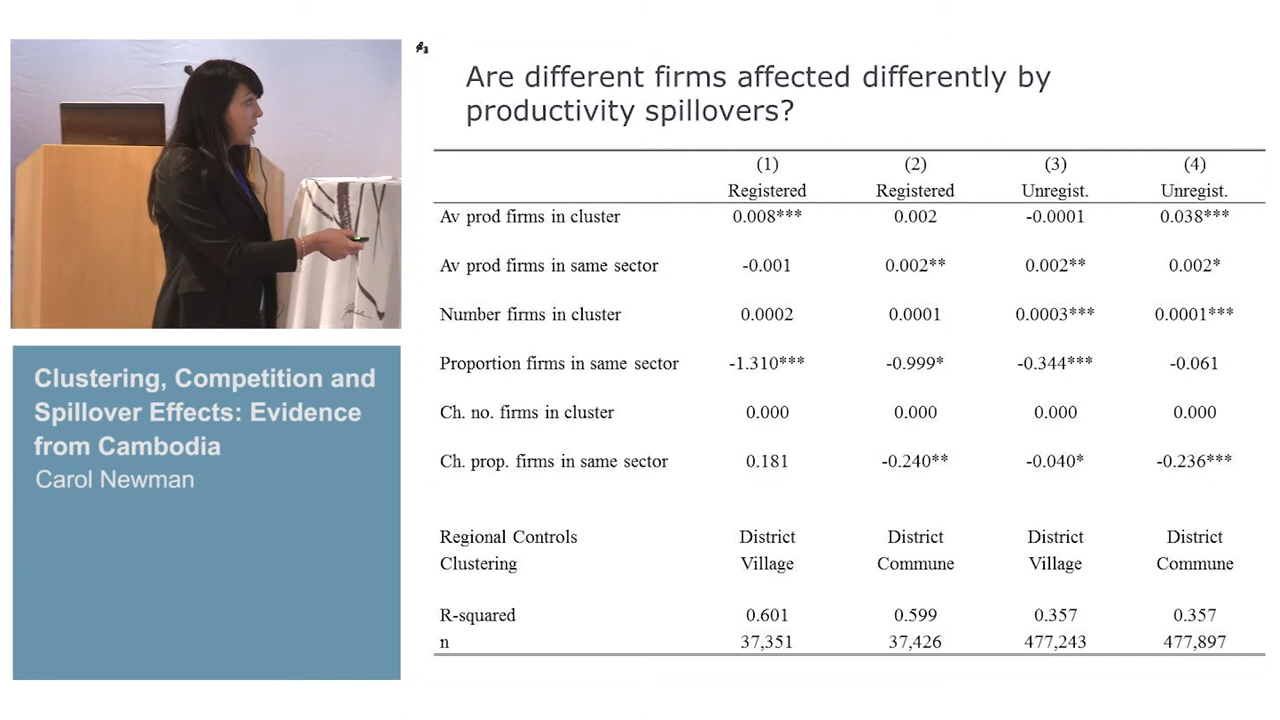 Are different firms affected differently by
productivity spillovers?
(1) (2) (3) (4)
Registered Registered Unregist. Unregist.
Av prod firms in cluster 0.008*** 0.002 -0.0001 0.038***
Av prod firms in same sector -0.001 0.002** 0.002** 0.002*
Number firms in cluster 0.0002 0.0001 0.0003*** 0.0001***
Proportion firms in same sector -1.310*** -0.999* -0.344*** -0.061
Ch. no. firms in cluster 0.000 0.000 0.000 0.000
Ch. prop. firms in same sector 0.181 -0.240** -0.040* -0.236***
Regional Controls District District District District
Clustering Village Commune Village Commune
R-squared 0.601 0.599 0.357 0.357
n 37,351 37,426 477,243 477,897
Clustering, Competition and
Spillover Effects: Evidence
from Cambodia
Carol Newman